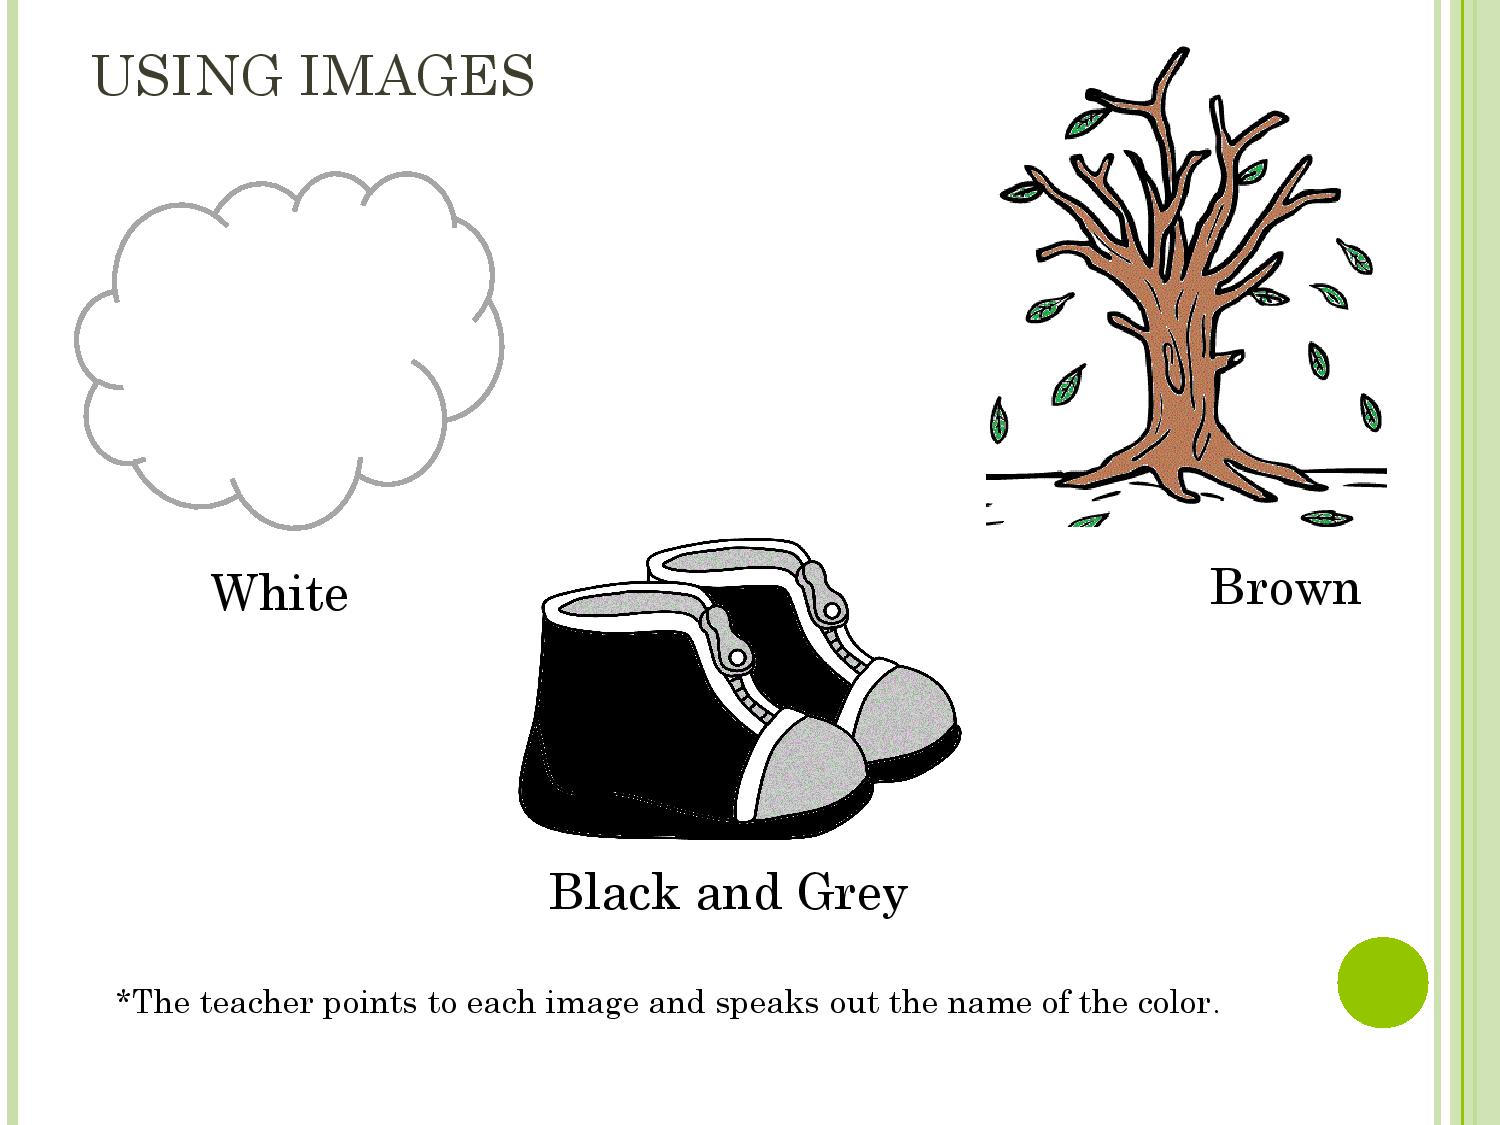 USING IMAGES
White
Brown
Black and Grey
*The teacher points to each image and speaks out the name of the color.